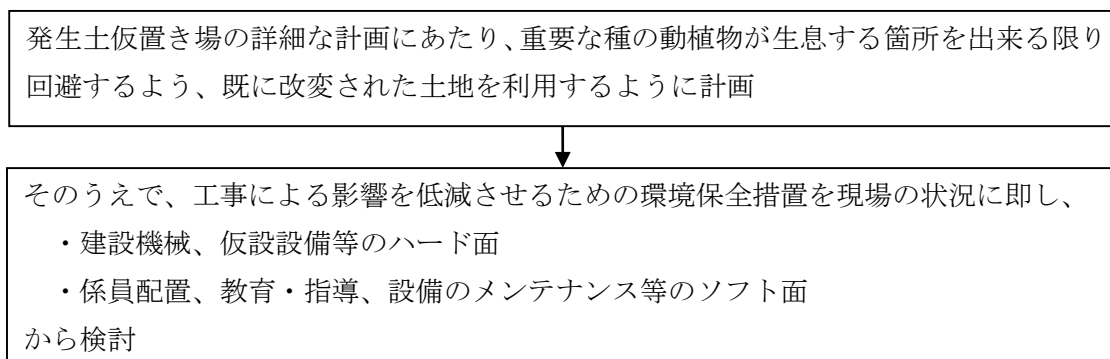 発生土仮置き場の詳細な計画にあたり、重要な種の動植物が生息する箇所を出来る限り
回避するよう、既に改変された土地を利用するように計画
そのうえで、工事による影響を低減させるための環境保全措置を現場の状況に即し、
・建設機械、仮設設備等のハード面
・係員配置、教育・指導、設備のメンテナンス等のソフト面
から検討